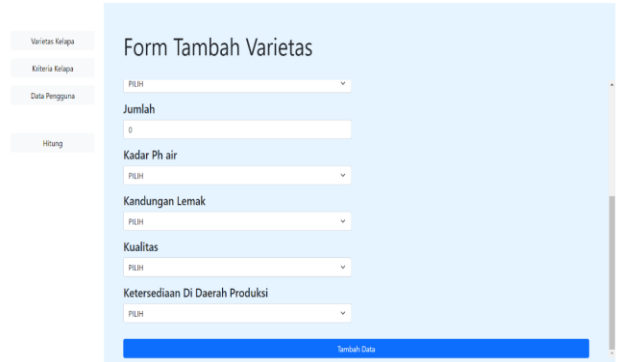 Varietas Kelapa
Kriteria Kelapa
Data Pengguna
Hitung
Form Tambah Varietas
PILIH
Jumlah
0
Kadar Ph air
PILIH
Kandungan Lemak
PILIH
Kualitas
PILIH
Ketersediaan Di Daerah Produksi
PILIH
Tambah Data